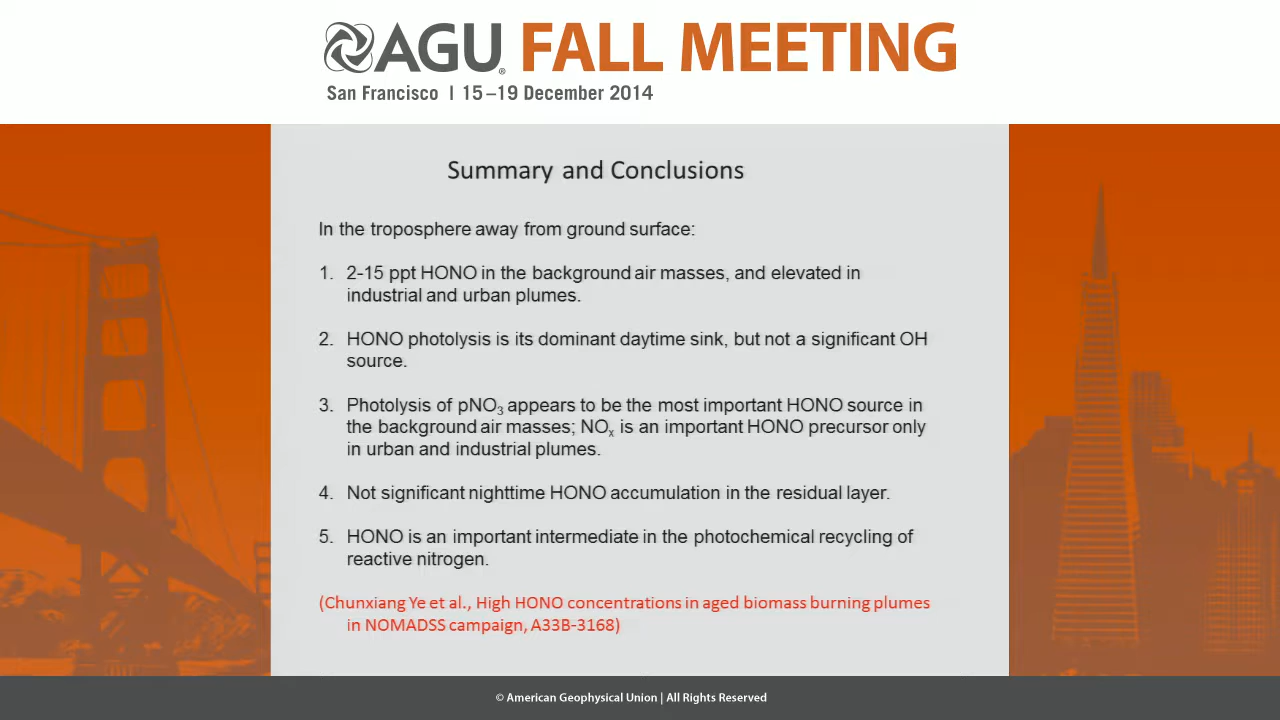 AGU® FALL MEETING
San Francisco | 15–19 December 2014
Summary and Conclusions
In the troposphere away from ground surface:
1. 2-15 ppt HONO in the background air masses, and elevated in
industrial and urban plumes.
2. HONO photolysis is its dominant daytime sink, but not a significant OH
source.
3. Photolysis of pNO₃ appears to be the most important HONO source in
the background air masses; NOₓ is an important HONO precursor only
in urban and industrial plumes.
4. Not significant nighttime HONO accumulation in the residual layer.
5. HONO is an important intermediate in the photochemical recycling of
reactive nitrogen.
(Chunxiang Ye et al., High HONO concentrations in aged biomass burning plumes
in NOMADSS campaign, A33B-3168)
© American Geophysical Union | All Rights Reserved